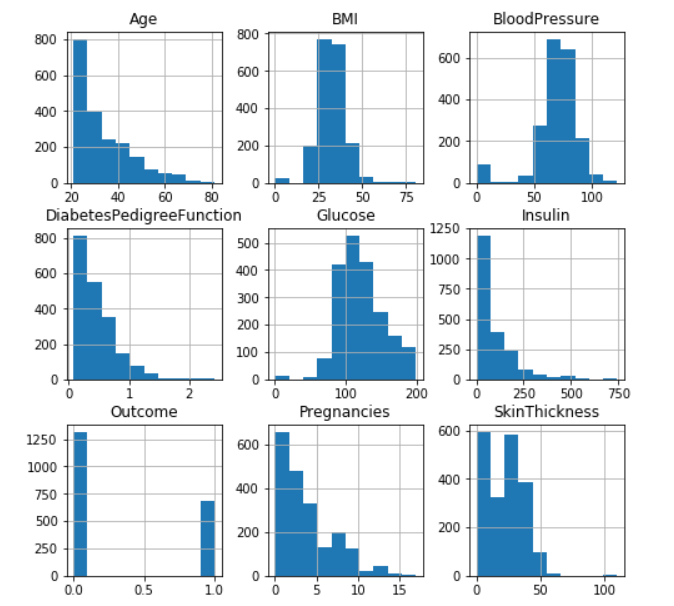 Age BMI BloodPressure
800 800 600
600 600 400
400 400 200
200 200
0 0 0
20 40 60 80 0 25 50 75 0 50 100
DiabetesPedigreeFunction Glucose Insulin
800 500 1250
600 400 1000
400 300 750
200 200 500
0 100 250
0 0
0 1 2 0 100 200 0 250 500 750
Outcome Pregnancies SkinThickness
1250 600 600
1000 400 400
750 200 200
500
250
0 0 0
0.0 0.5 1.0 0 5 10 15 0 50 100